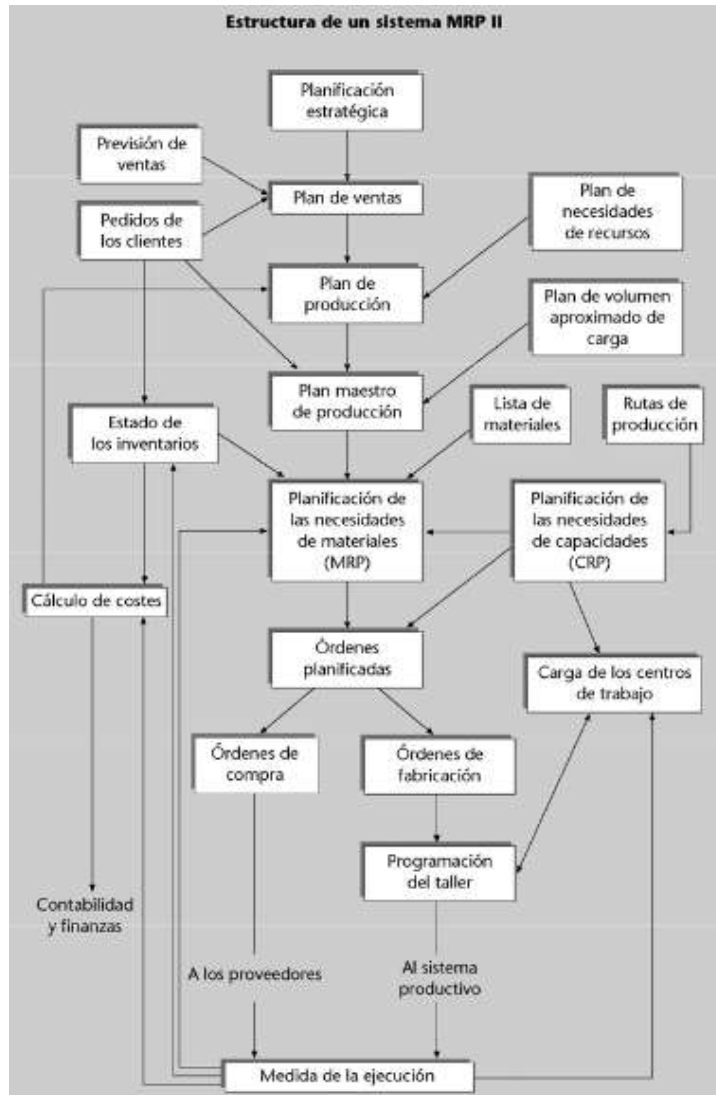 Estructura de un sistema MRP II
Planificación
estratégica
Previsión de
ventas
Plan de ventas
Plan de
necesidades
de recursos
Pedidos de
los clientes
Plan de
producción
Plan de volumen
aproximado de
carga
Plan maestro
de producción
Lista de
materiales
Rutas de
producción
Estado de
los inventarios
Planificación de
las necesidades
de materiales
(MRP)
Planificación de
las necesidades
de capacidades
(CRP)
Cálculo de costes
Órdenes
planificadas
Carga de los centros
de trabajo
Órdenes de
compra
Órdenes de
fabricación
Programación
del taller
Contabilidad
y finanzas
A los proveedores
Al sistema
productivo
Medida de la ejecución